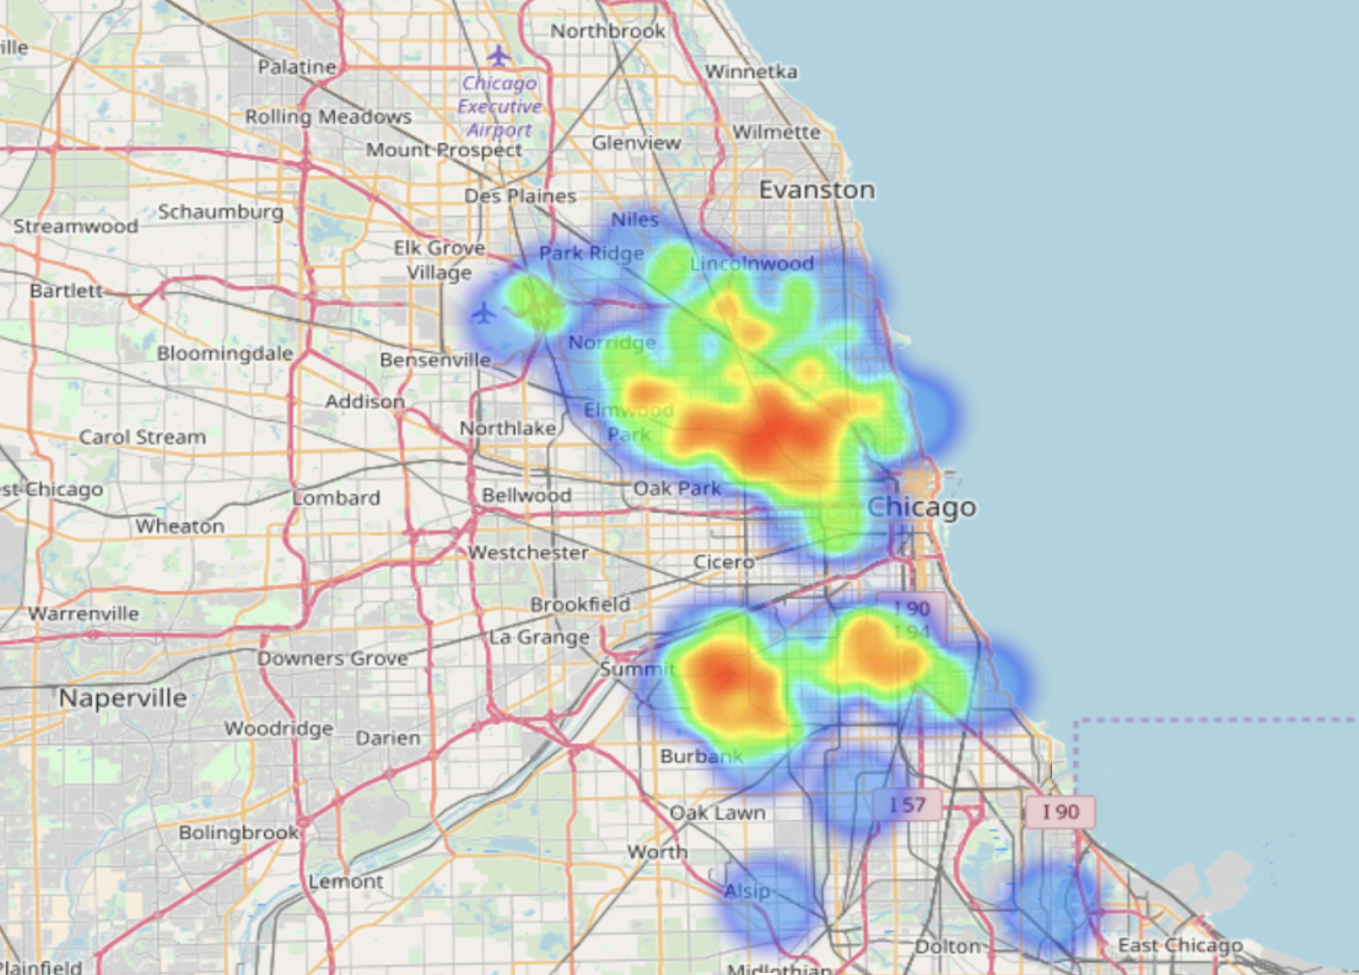 Northbrook
ille
Palatine
Winnetka
Chicago
Executive
Airport
Rolling Meadows
Wilmette
Glenview
Mount Prospect
Evanston
Des Plaines
Schaumburg
Niles
Streamwood
Elk Grove
Village
Park Ridge
Lincolnwood
Bartlett
Norridge
Bloomingdale
Bensenville
Addison
Elmwood
Park
Northlake
Carol Stream
st Chicago
Lombard
Bellwood
Oak Park
Chicago
Wheaton
Westchester
Cicero
Brookfield
I 90
Warrenville
La Grange
I 94
Downers Grove
Summit
Naperville
Woodridge
Darien
Burbank
I 57
I 90
Oak Lawn
Bolingbrook
Worth
Lemont
Alsip
Dolton
East Chicago
Plainfield
Midlothian